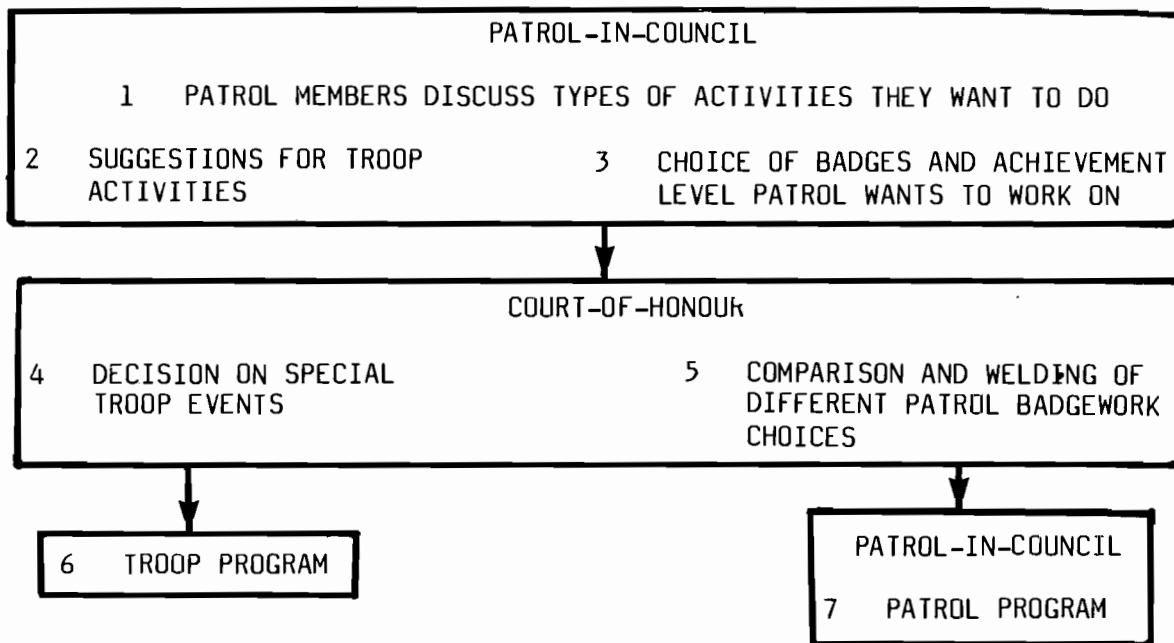 PATROL-IN-COUNCIL
1 PATROL MEMBERS DISCUSS TYPES OF ACTIVITIES THEY WANT TO DO
2 SUGGESTIONS FOR TROOP
ACTIVITIES
3 CHOICE OF BADGES AND ACHIEVEMENT
LEVEL PATROL WANTS TO WORK ON
COURT-OF-HONOUR
4 DECISION ON SPECIAL
TROOP EVENTS
5 COMPARISON AND WELDING OF
DIFFERENT PATROL BADGEWORK
CHOICES
6 TROOP PROGRAM
PATROL-IN-COUNCIL
7 PATROL PROGRAM